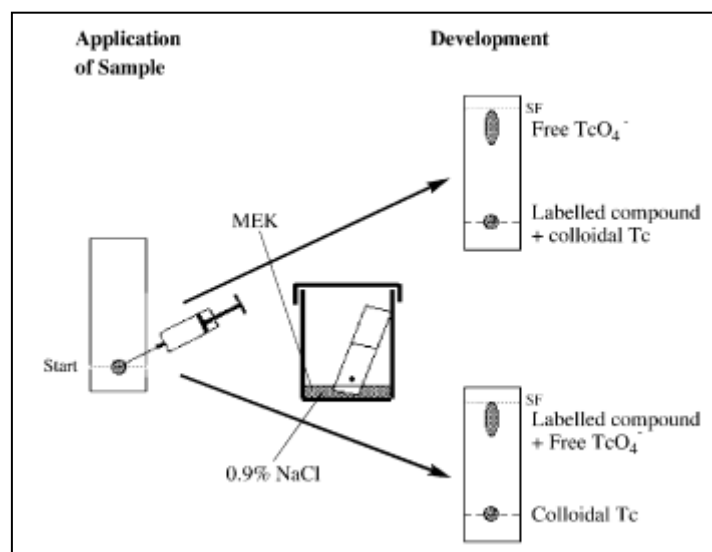 Application
of Sample
Development
SF
Free TcO₄⁻
Labelled compound
+ colloidal Tc
MEK
Start
0.9% NaCl
SF
Labelled compound
+ Free TcO₄⁻
Colloidal Tc